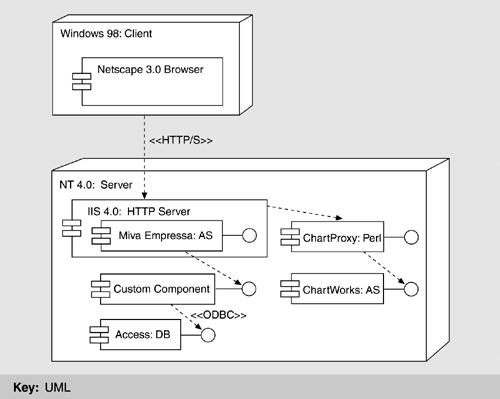 Windows 98: Client
Netscape 3.0 Browser
<<HTTP/S>>
NT 4.0: Server
IIS 4.0: HTTP Server
Miva Empressa: AS
ChartProxy: Perl
Custom Component
ChartWorks: AS
<<ODBC>>
Access: DB
Key: UML